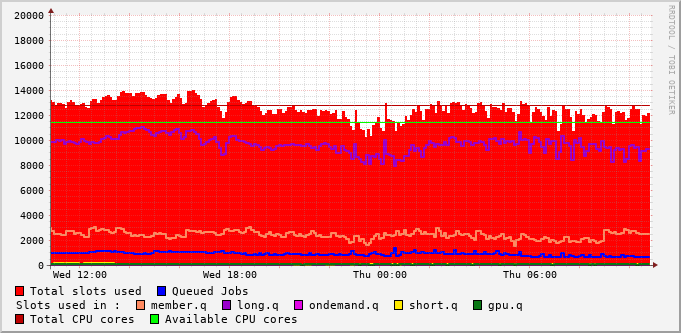 20000
18000
16000
14000
12000
10000
8000
6000
4000
2000
0
Wed 12:00 Wed 18:00 Thu 00:00 Thu 06:00
RRDTOOL / TOBI OETIKER
Total slots used Queued Jobs
Slots used in : member.q long.q ondemand.q short.q gpu.q
Total CPU cores Available CPU cores